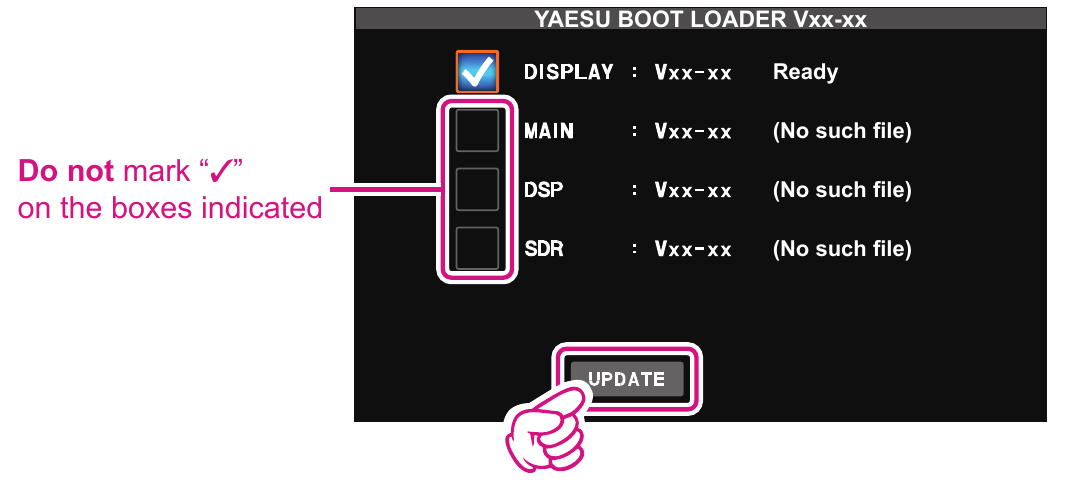 YAESU BOOT LOADER Vxx-xx
DISPLAY : Vxx-xx Ready
MAIN : Vxx-xx (No such file)
DSP : Vxx-xx (No such file)
SDR : Vxx-xx (No such file)
UPDATE
Do not mark “✓”
on the boxes indicated